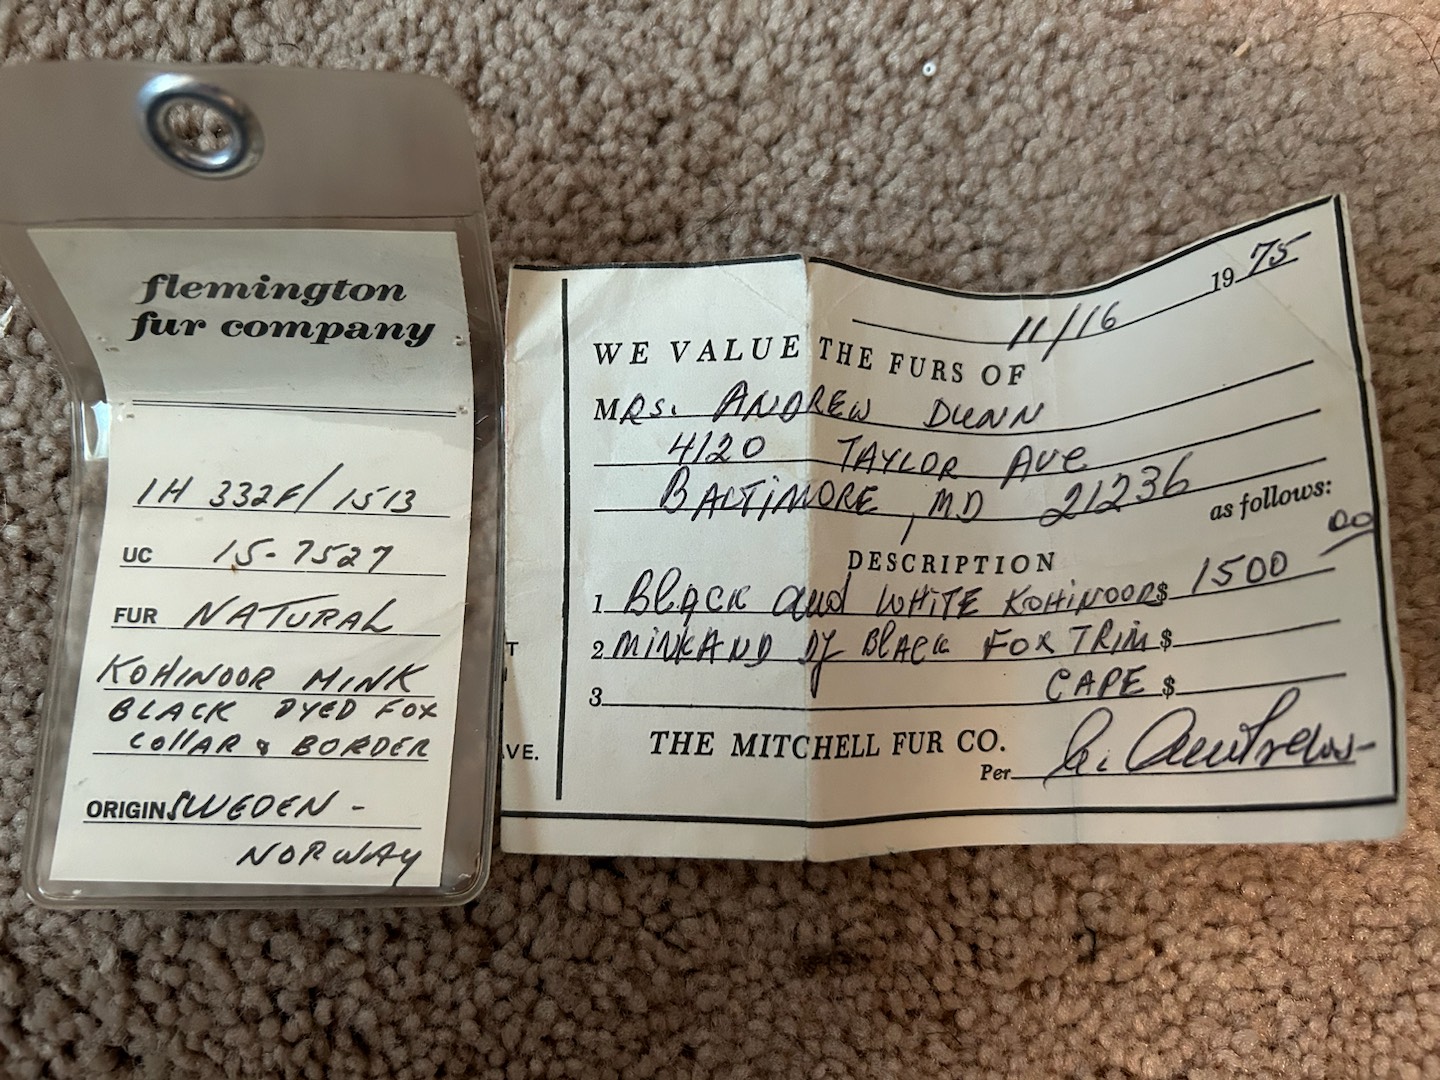 flemington
fur company
1H 332F/1513
UC 15-7527
FUR NATURAL
KOHINOOR MINK
BLACK DYED FOX
COllAR & BORDER
ORIGIN SWEDEN -
NORWAY
11/16 1975
WE VALUE THE FURS OF
MRS. ANDREW DUNN
4120 TAYLOR AVe
BALTIMORE, MD 21236 as follows:
DESCRIPTION
1 Black and WHITE KOHINOOR $ 1500 00
2 MINK AND DY BlAck FOX TRIM $
3 CAPE $
THE MITCHELL FUR CO.
Per
T
VE.